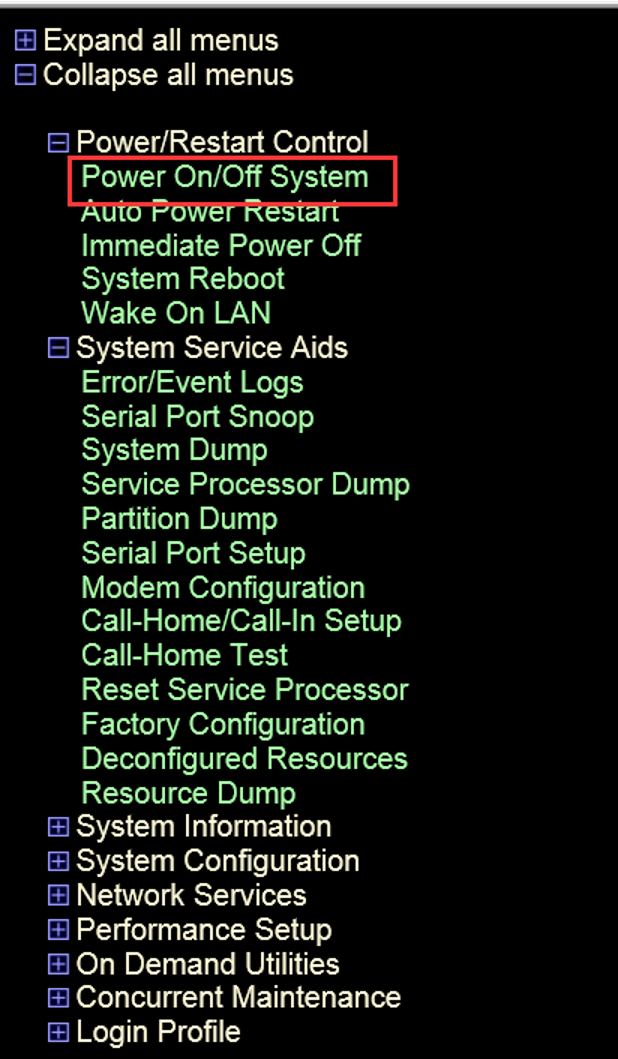 Expand all menus
Collapse all menus
Power/Restart Control
Power On/Off System
Auto Power Restart
Immediate Power Off
System Reboot
Wake On LAN
System Service Aids
Error/Event Logs
Serial Port Snoop
System Dump
Service Processor Dump
Partition Dump
Serial Port Setup
Modem Configuration
Call-Home/Call-In Setup
Call-Home Test
Reset Service Processor
Factory Configuration
Deconfigured Resources
Resource Dump
System Information
System Configuration
Network Services
Performance Setup
On Demand Utilities
Concurrent Maintenance
Login Profile